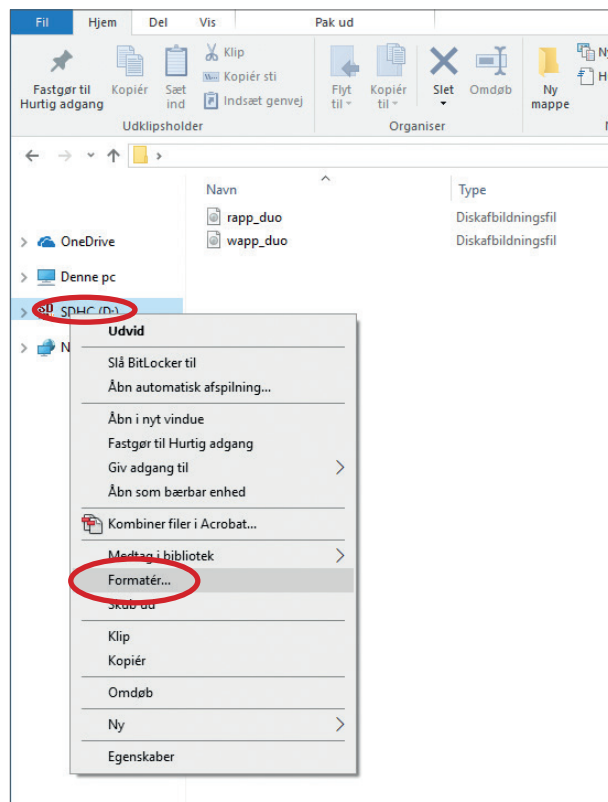 Fil Hjem Del Vis Pak ud
Fastgør til
Hurtig adgang
Kopiér
Sæt
ind
Klip
Kopiér sti
Indsæt genvej
Udklipsholder
Flyt
til
Kopiér
til
Slet
Omdøb
Organiser
Ny
mappe
Navn Type
rapp_duo Diskafbildningsfil
wapp_duo Diskafbildningsfil
OneDrive
Denne pc
SDHC (D:)
N
Udvid
Slå BitLocker til
Åbn automatisk afspilning...
Åbn i nyt vindue
Fastgør til Hurtig adgang
Giv adgang til
Åbn som bærbar enhed
Kombiner filer i Acrobat...
Medtag i bibliotek
Formatér...
Skub ud
Klip
Kopiér
Omdøb
Ny
Egenskaber